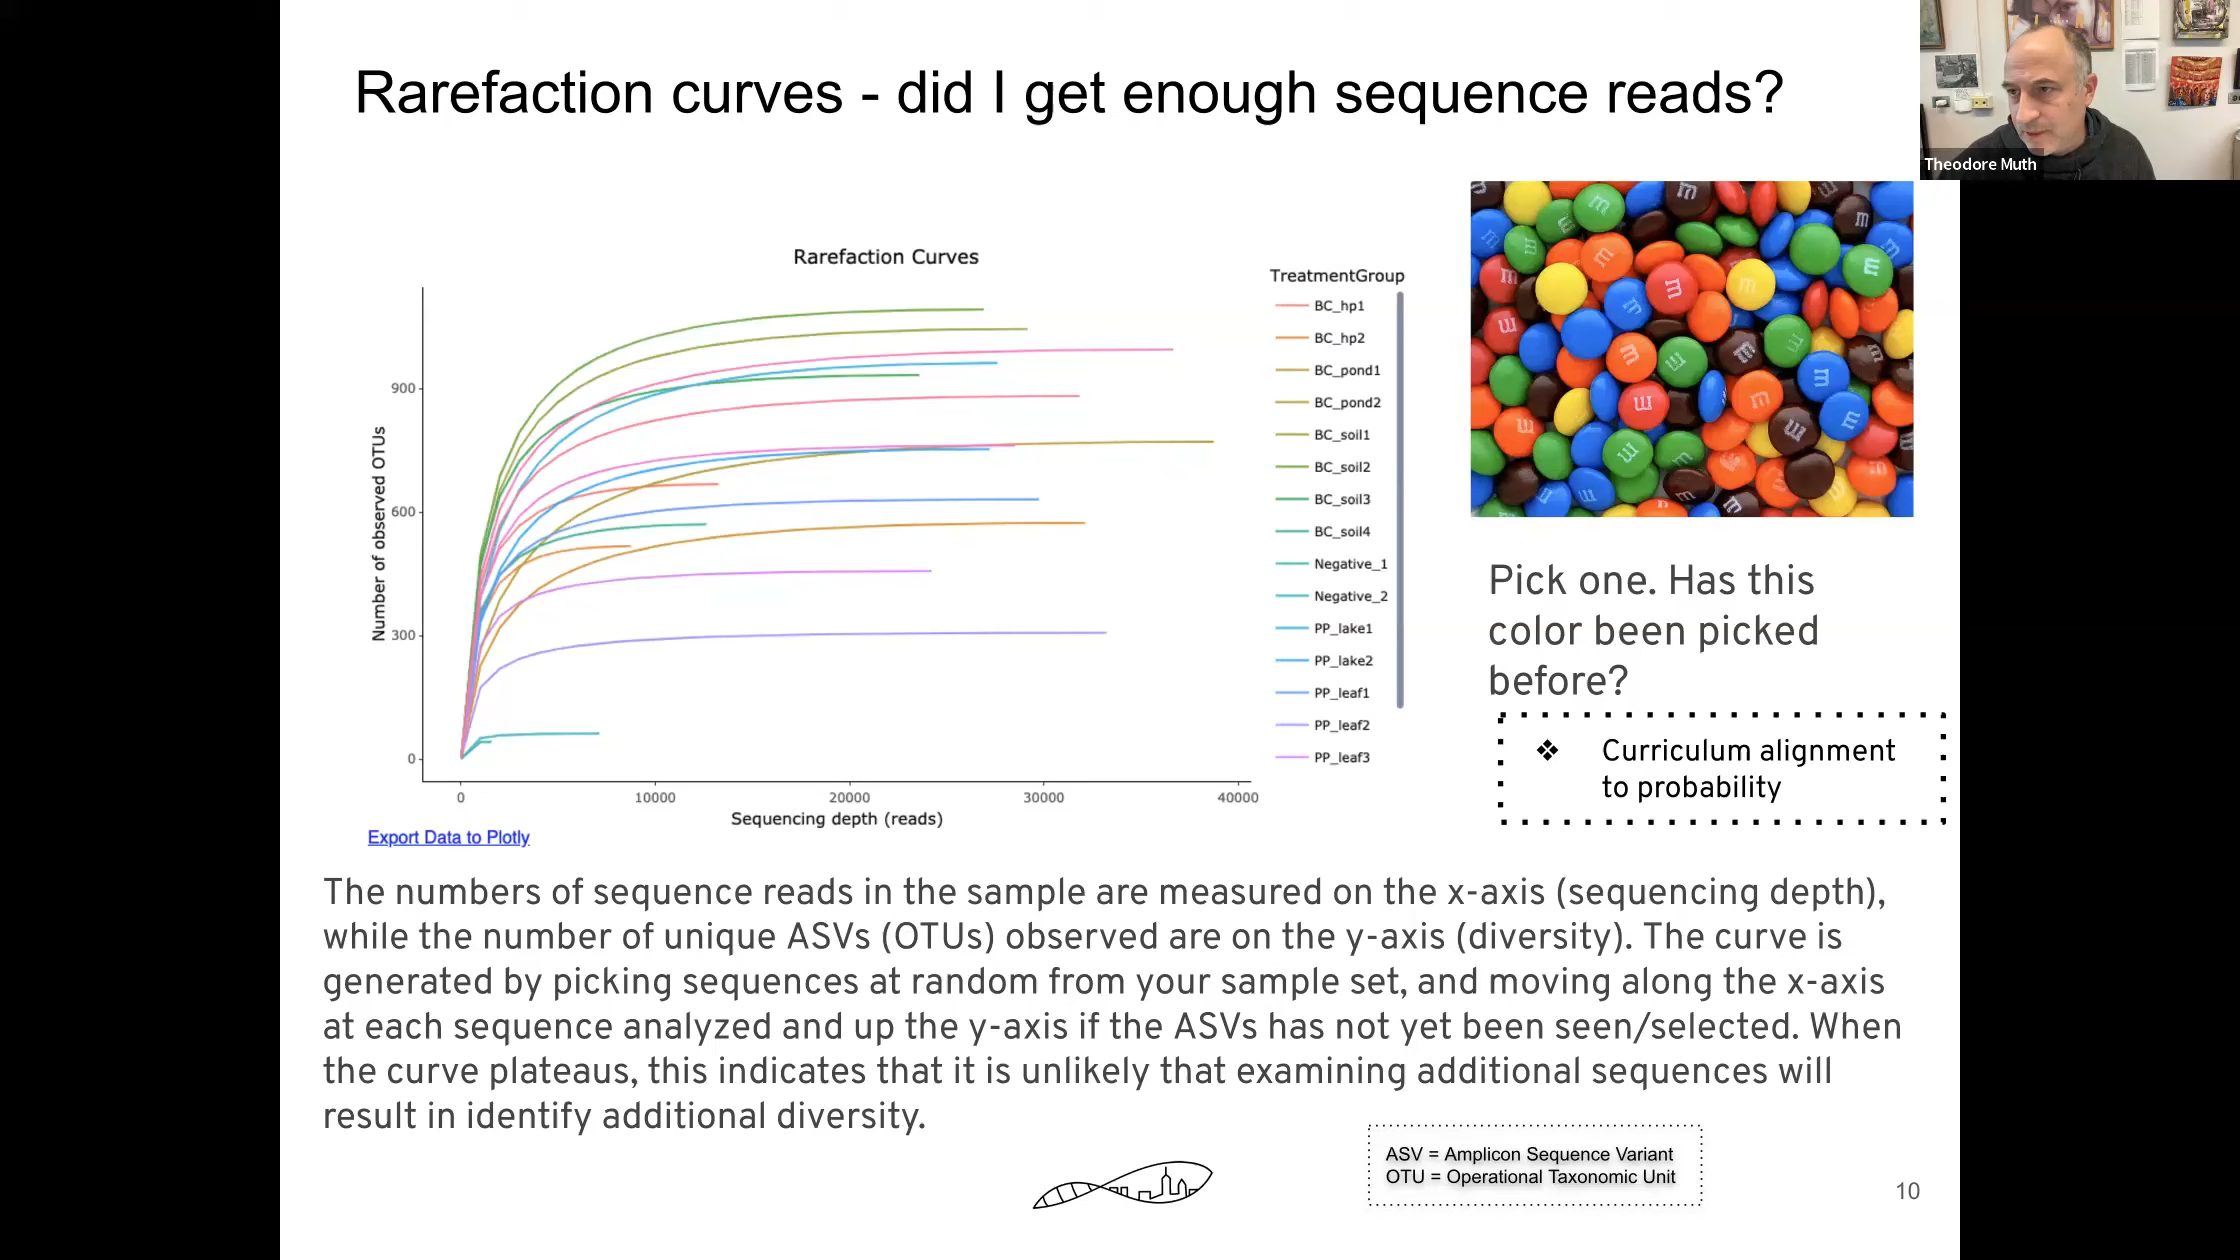 Rarefaction curves - did I get enough sequence reads?
Theodore Muth
Rarefaction Curves
TreatmentGroup
BC_hp1
BC_hp2
BC_pond1
BC_pond2
BC_soil1
BC_soil2
BC_soil3
BC_soil4
Negative_1
Negative_2
PP_lake1
PP_lake2
PP_leaf1
PP_leaf2
PP_leaf3
Number of observed OTUs
900
600
300
0
0 10000 20000 30000 40000
Sequencing depth (reads)
Export Data to Plotly
Pick one. Has this
color been picked
before?
❖ Curriculum alignment
to probability
The numbers of sequence reads in the sample are measured on the x-axis (sequencing depth),
while the number of unique ASVs (OTUs) observed are on the y-axis (diversity). The curve is
generated by picking sequences at random from your sample set, and moving along the x-axis
at each sequence analyzed and up the y-axis if the ASVs has not yet been seen/selected. When
the curve plateaus, this indicates that it is unlikely that examining additional sequences will
result in identify additional diversity.
ASV = Amplicon Sequence Variant
OTU = Operational Taxonomic Unit
10